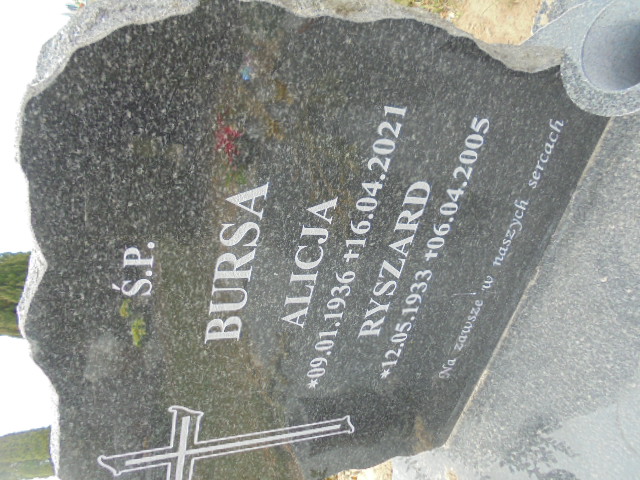 Ś.P.
BURSA
ALICJA
*09.01.1936 †16.04.2021
RYSZARD
*12.05.1933 †06.04.2005
Na zawsze w naszych sercach